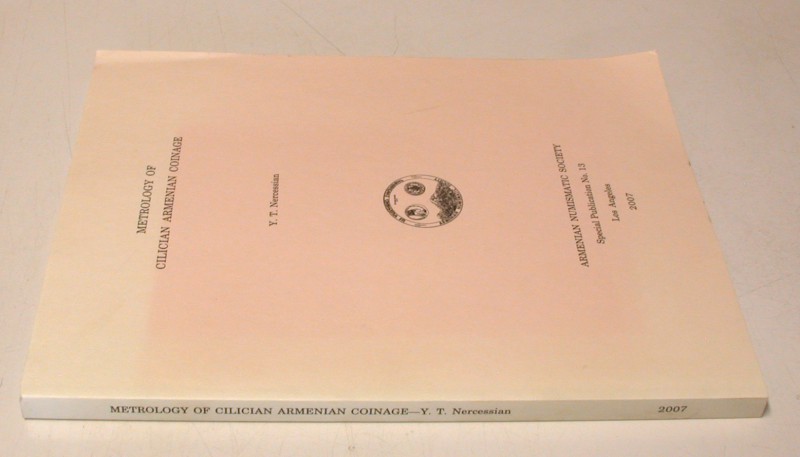 METROLOGY OF
CILICIAN ARMENIAN COINAGE
Y. T. Nercessian
ARMENIAN NUMISMATIC SOCIETY
Special Publication No. 13
Los Angeles
2007
METROLOGY OF CILICIAN ARMENIAN COINAGE—Y. T. Nercessian 2007